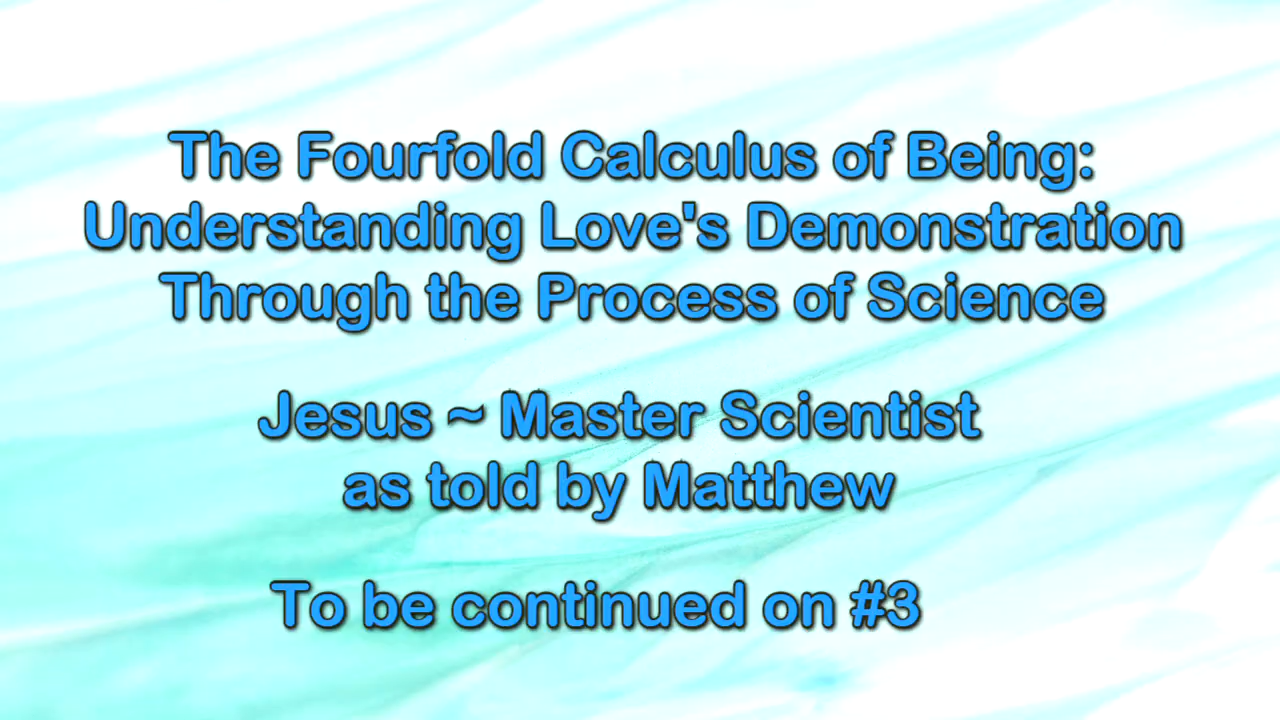 The Fourfold Calculus of Being:
Understanding Love's Demonstration
Through the Process of Science
Jesus ~ Master Scientist
as told by Matthew
To be continued on #3